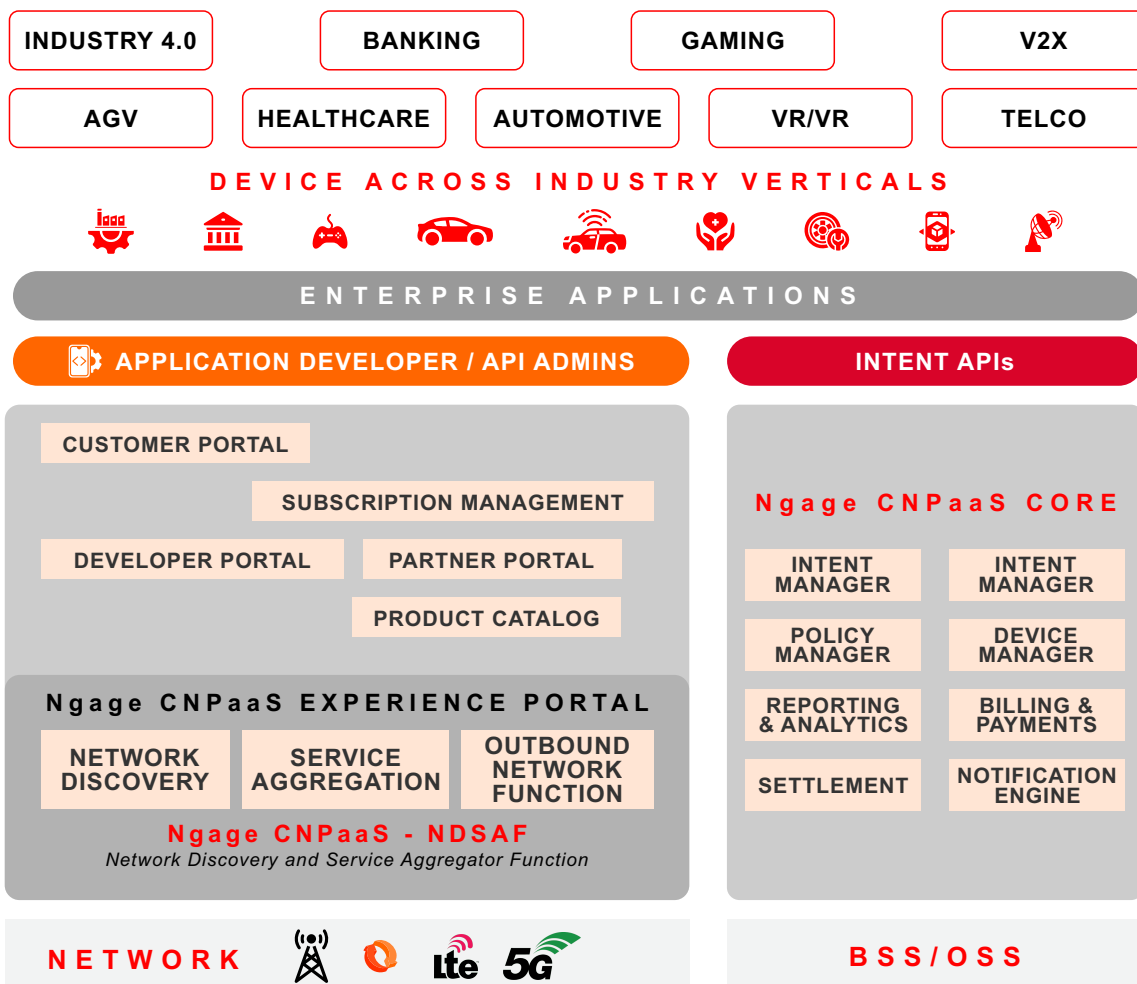 INDUSTRY 4.0
BANKING
GAMING
V2X
AGV
HEALTHCARE
AUTOMOTIVE
VR/VR
TELCO
DEVICE ACROSS INDUSTRY VERTICALS
ENTERPRISE APPLICATIONS
APPLICATION DEVELOPER / API ADMINS
CUSTOMER PORTAL
SUBSCRIPTION MANAGEMENT
DEVELOPER PORTAL
PARTNER PORTAL
PRODUCT CATALOG
Ngage CNPaaS EXPERIENCE PORTAL
NETWORK
DISCOVERY
SERVICE
AGGREGATION
OUTBOUND
NETWORK
FUNCTION
Ngage CNPaaS - NDSAF
Network Discovery and Service Aggregator Function
INTENT APIs
Ngage CNPaaS CORE
INTENT
MANAGER
INTENT
MANAGER
POLICY
MANAGER
DEVICE
MANAGER
REPORTING
& ANALYTICS
BILLING &
PAYMENTS
SETTLEMENT
NOTIFICATION
ENGINE
NETWORK
lte
5G
BSS/OSS